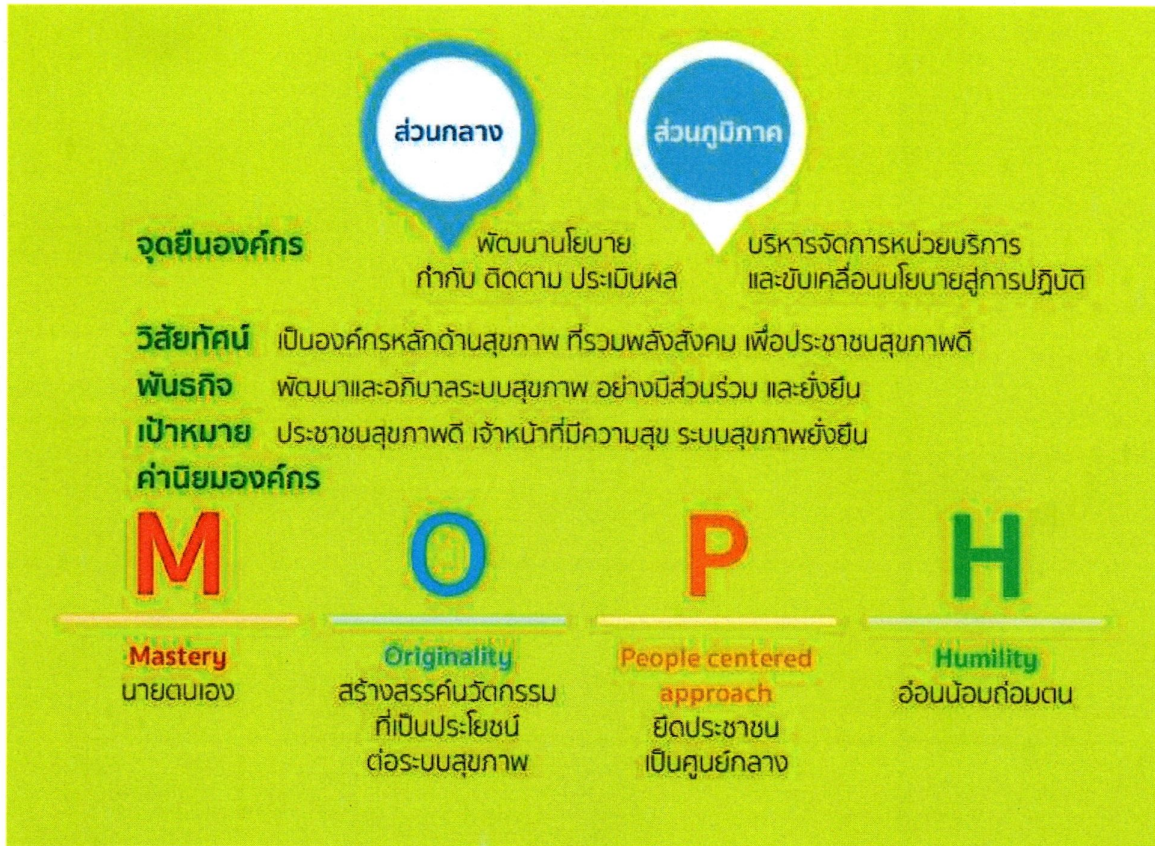 ส่วนกลาง
ส่วนภูมิภาค
จุดยืนองค์กร
พัฒนานโยบาย
กำกับ ติดตาม ประเมินผล
บริหารจัดการหน่วยบริการ
และขับเคลื่อนนโยบายสู่การปฏิบัติ
วิสัยทัศน์ เป็นองค์กรหลักด้านสุขภาพ ที่รวมพลังสังคม เพื่อประชาชนสุขภาพดี
พันธกิจ พัฒนาและอภิบาลระบบสุขภาพ อย่างมีส่วนร่วม และยั่งยืน
เป้าหมาย ประชาชนสุขภาพดี เจ้าหน้าที่มีความสุข ระบบสุขภาพยั่งยืน
ค่านิยมองค์กร
M
Mastery
นายตนเอง
O
Originality
สร้างสรรค์นวัตกรรม
ที่เป็นประโยชน์
ต่อระบบสุขภาพ
P
People centered
approach
ยึดประชาชน
เป็นศูนย์กลาง
H
Humility
อ่อนน้อมถ่อมตน